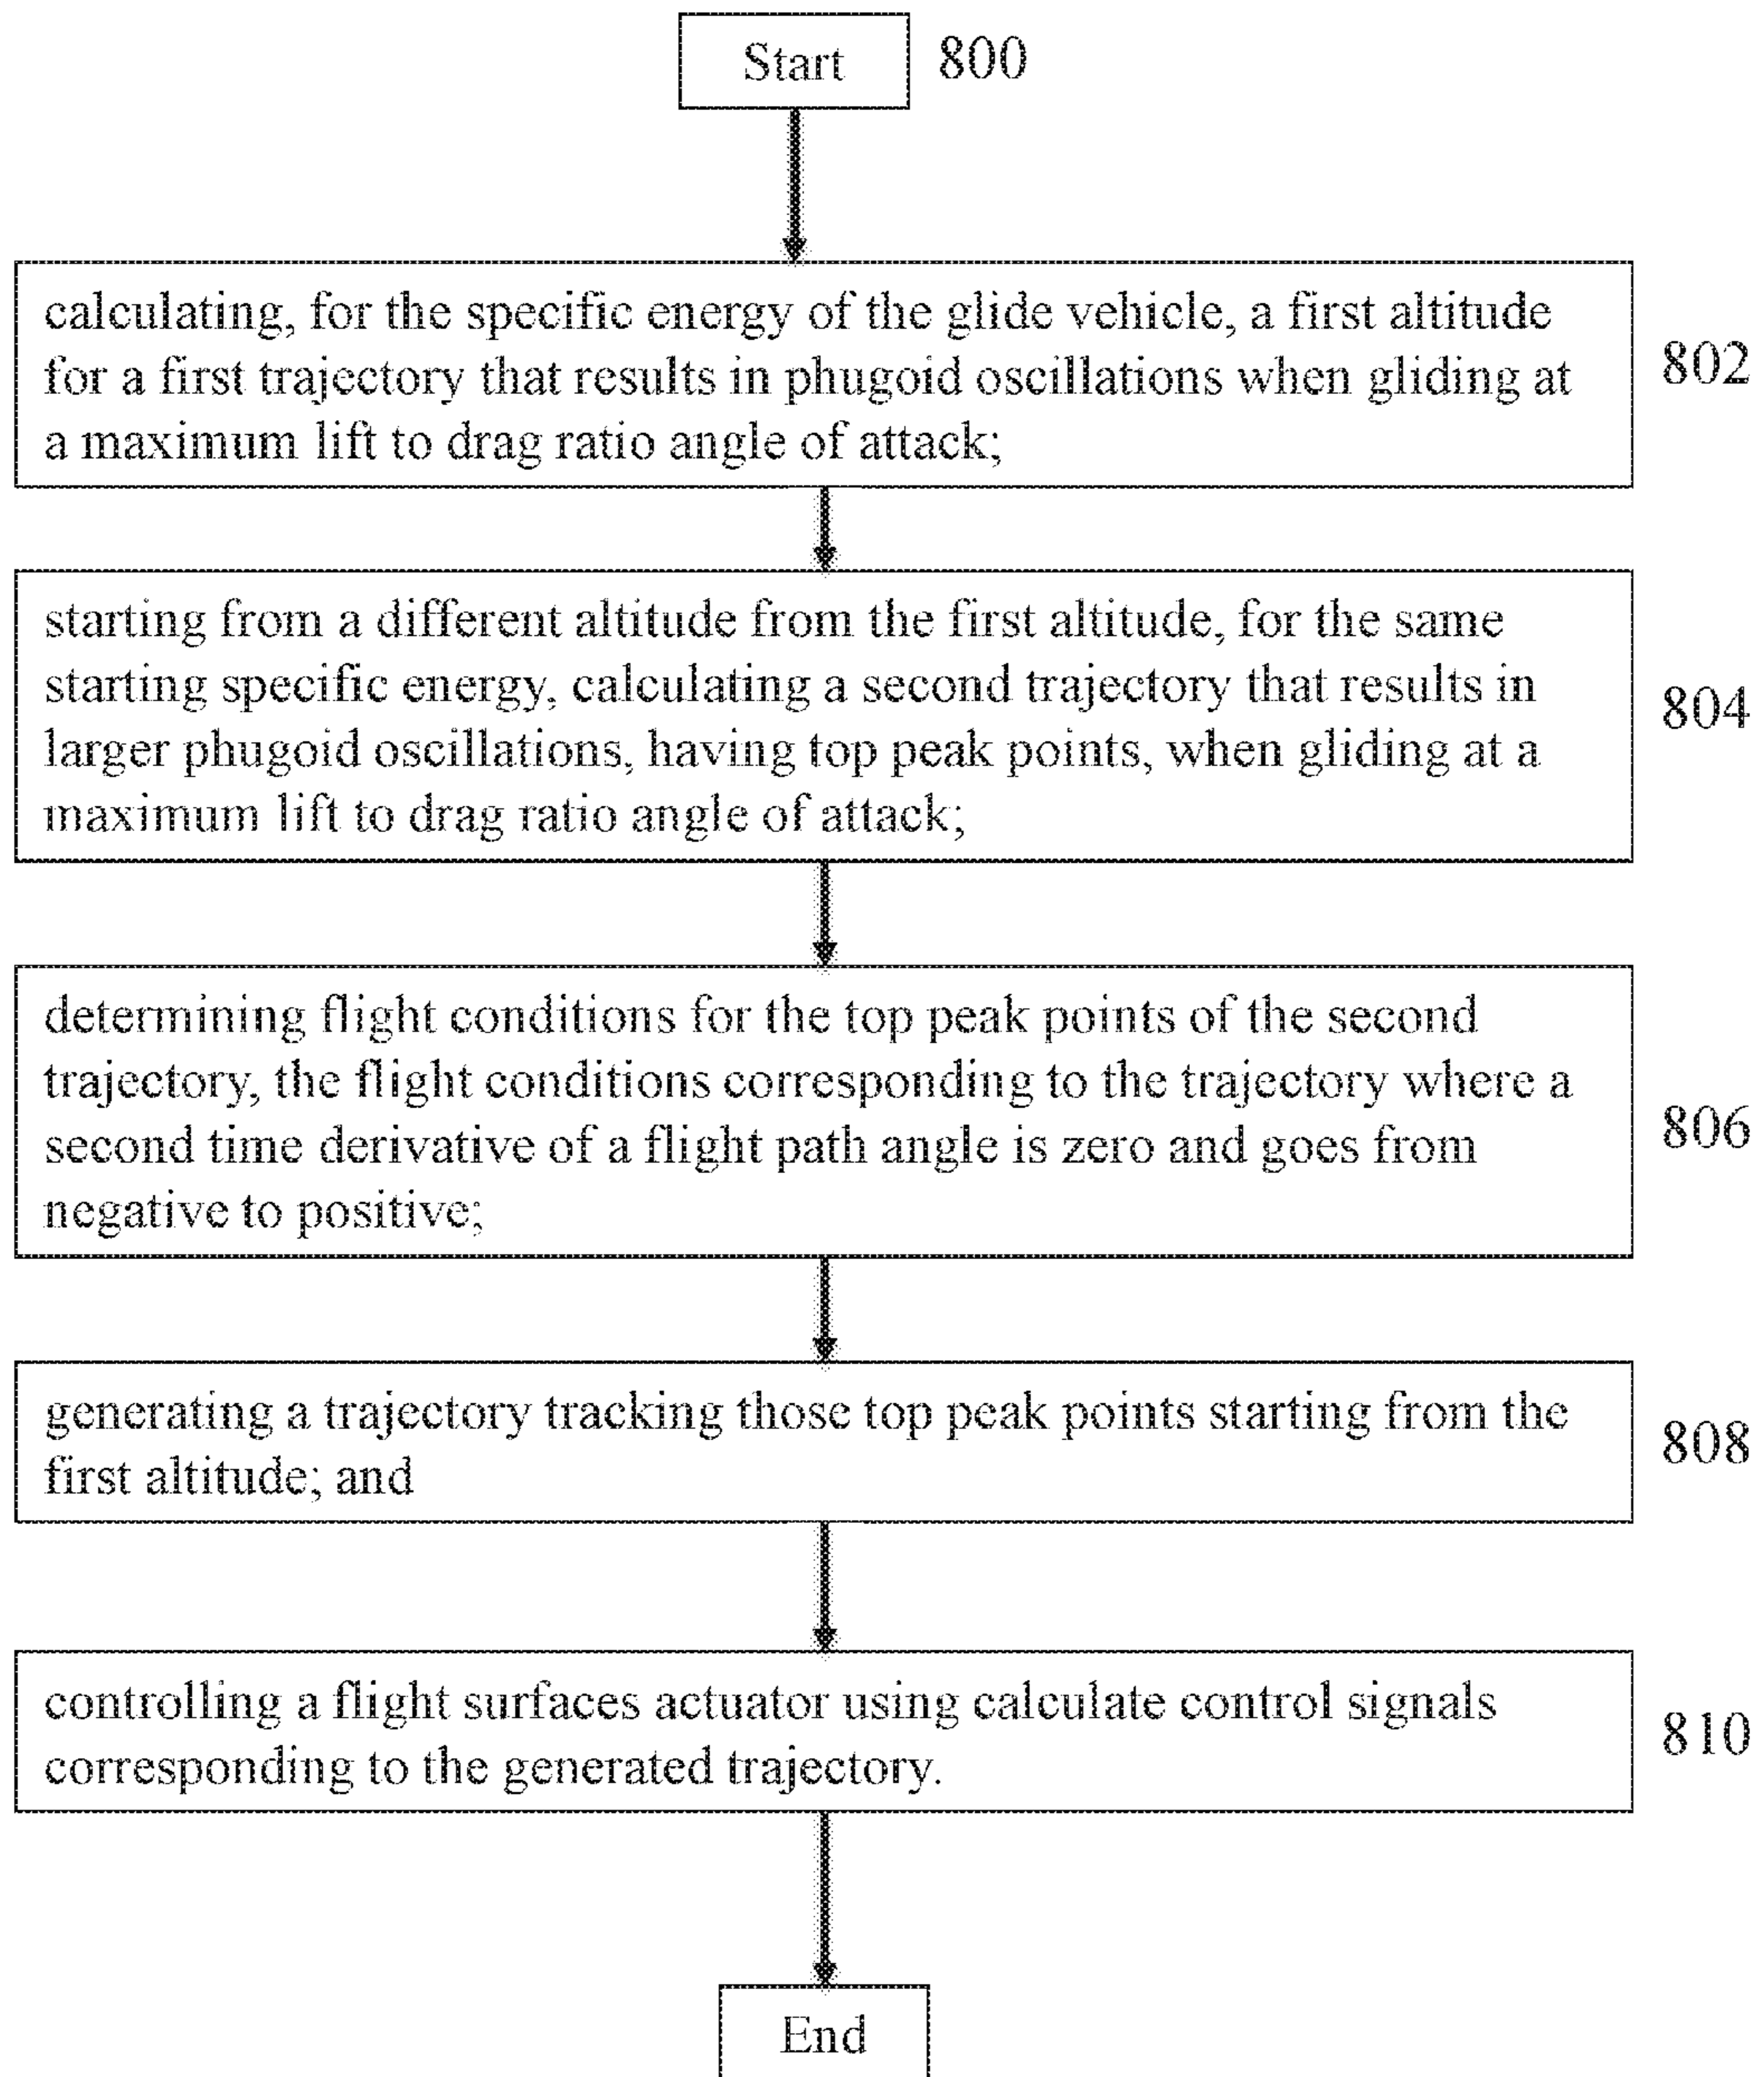 Start
800
calculating, for the specific energy of the glide vehicle, a first altitude
for a first trajectory that results in phugoid oscillations when gliding at
a maximum lift to drag ratio angle of attack;
802
starting from a different altitude from the first altitude, for the same
starting specific energy, calculating a second trajectory that results in
larger phugoid oscillations, having top peak points, when gliding at a
maximum lift to drag ratio angle of attack;
804
determining flight conditions for the top peak points of the second
trajectory, the flight conditions corresponding to the trajectory where a
second time derivative of a flight path angle is zero and goes from
negative to positive;
806
generating a trajectory tracking those top peak points starting from the
first altitude; and
808
controlling a flight surfaces actuator using calculate control signals
corresponding to the generated trajectory.
810
End